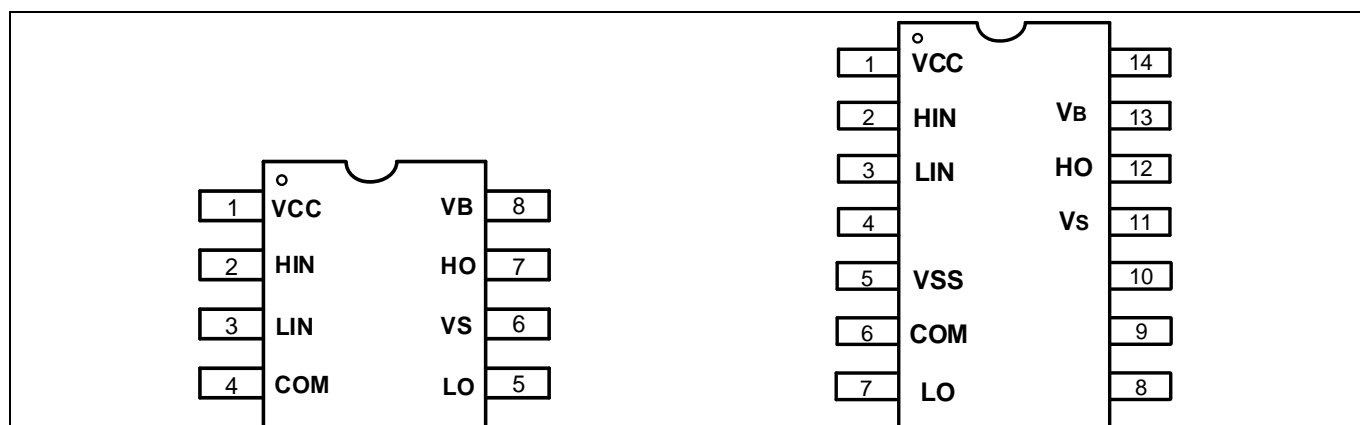 1 VCC VB 8
2 HIN HO 7
3 LIN VS 6
4 COM LO 5
1 VCC 14
2 HIN VB 13
3 LIN HO 12
4 VS 11
5 VSS 10
6 COM 9
7 LO 8